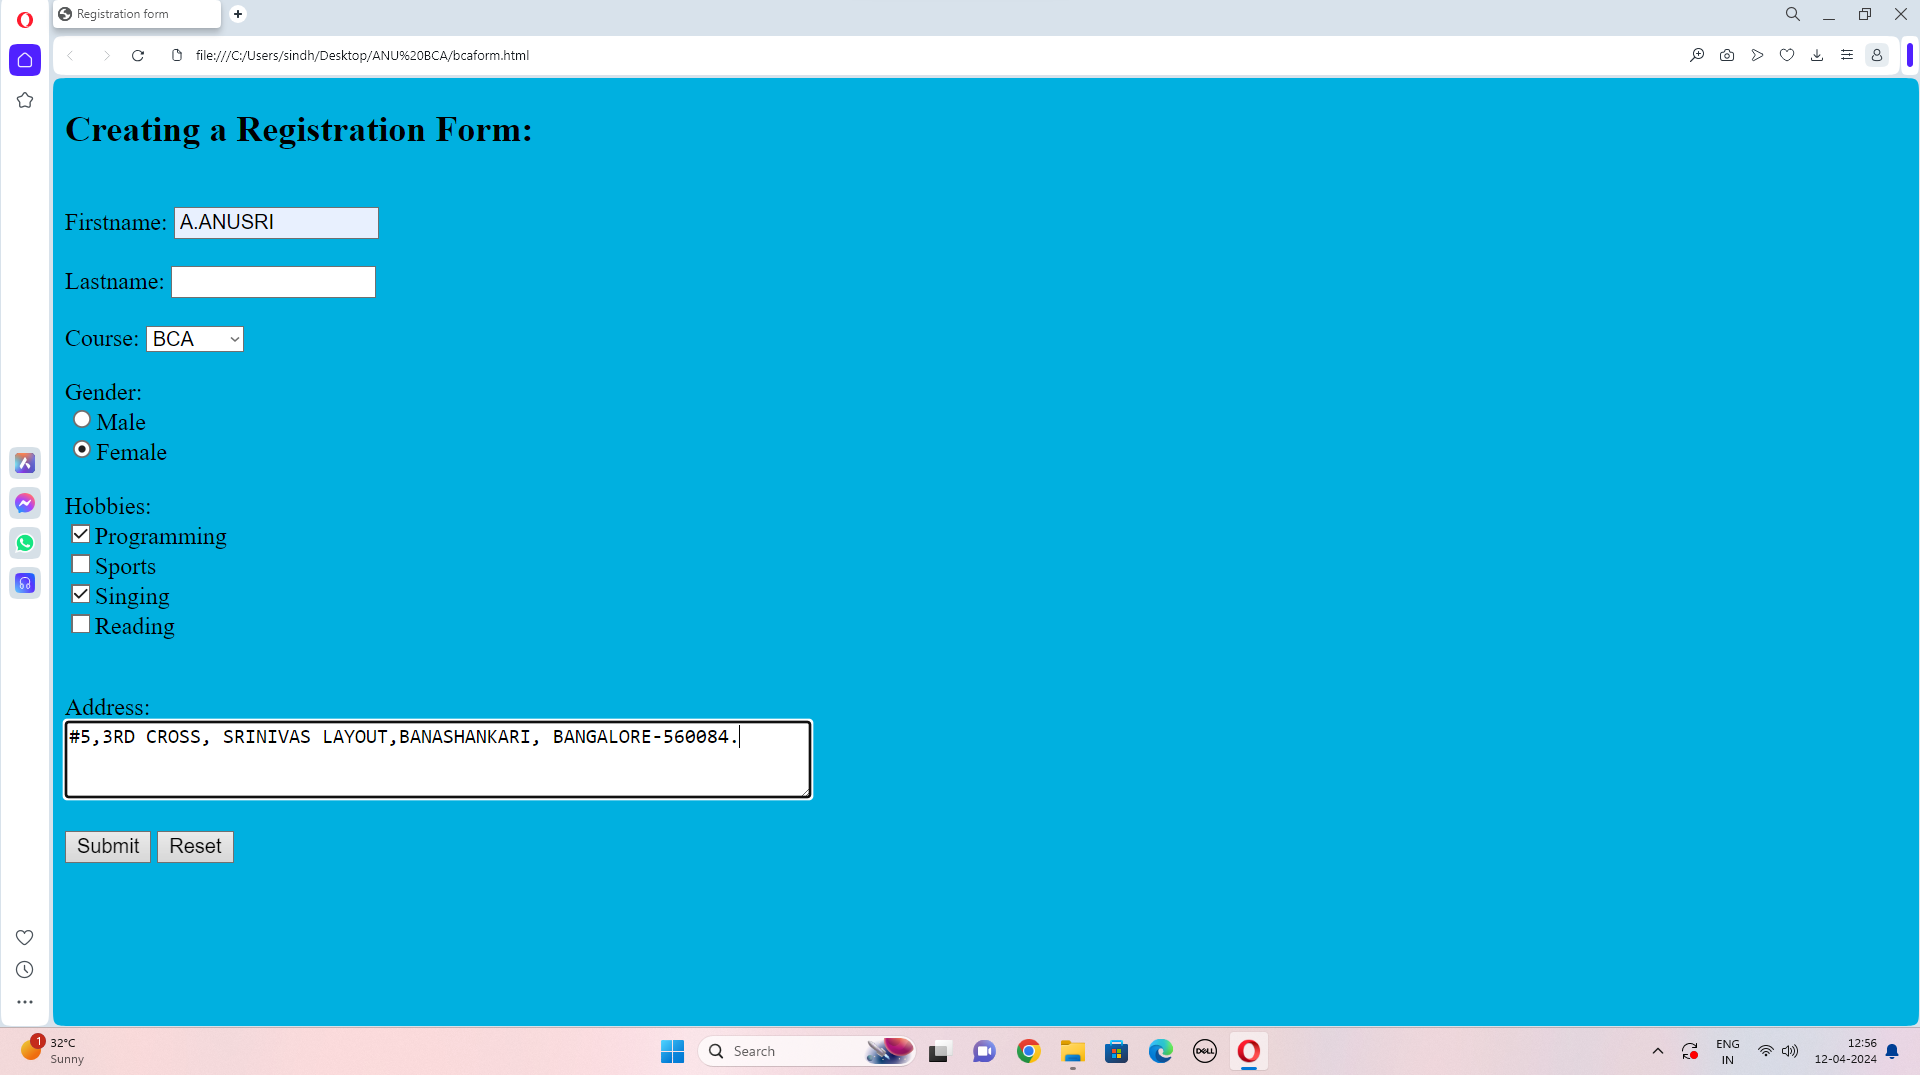 Registration form
file:///C:/Users/sindh/Desktop/ANU%20BCA/bcaform.html
Creating a Registration Form:
Firstname: A.ANUSRI
Lastname:
Course: BCA
Gender:
Male
Female
Hobbies:
Programming
Sports
Singing
Reading
Address:
#5,3RD CROSS, SRINIVAS LAYOUT,BANASHANKARI, BANGALORE-560084.
Submit Reset
1
32°C
Sunny
Search
DELL
ENG
IN
12:56
12-04-2024